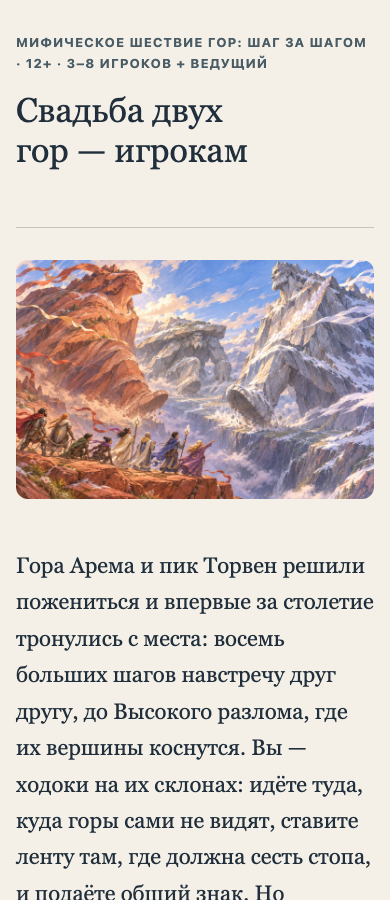 МИФИЧЕСКОЕ ШЕСТВИЕ ГОР: ШАГ ЗА ШАГОМ
· 12+ · 3–8 ИГРОКОВ + ВЕДУЩИЙ
Свадьба двух
гор — игрокам
Гора Арема и пик Торвен решили
пожениться и впервые за столетие
тронулись с места: восемь
больших шагов навстречу друг
другу, до Высокого разлома, где
их вершины коснутся. Вы —
ходоки на их склонах: идёте туда,
куда горы сами не видят, ставите
ленту там, где должна сесть стопа,
и подаёте общий знак. Но